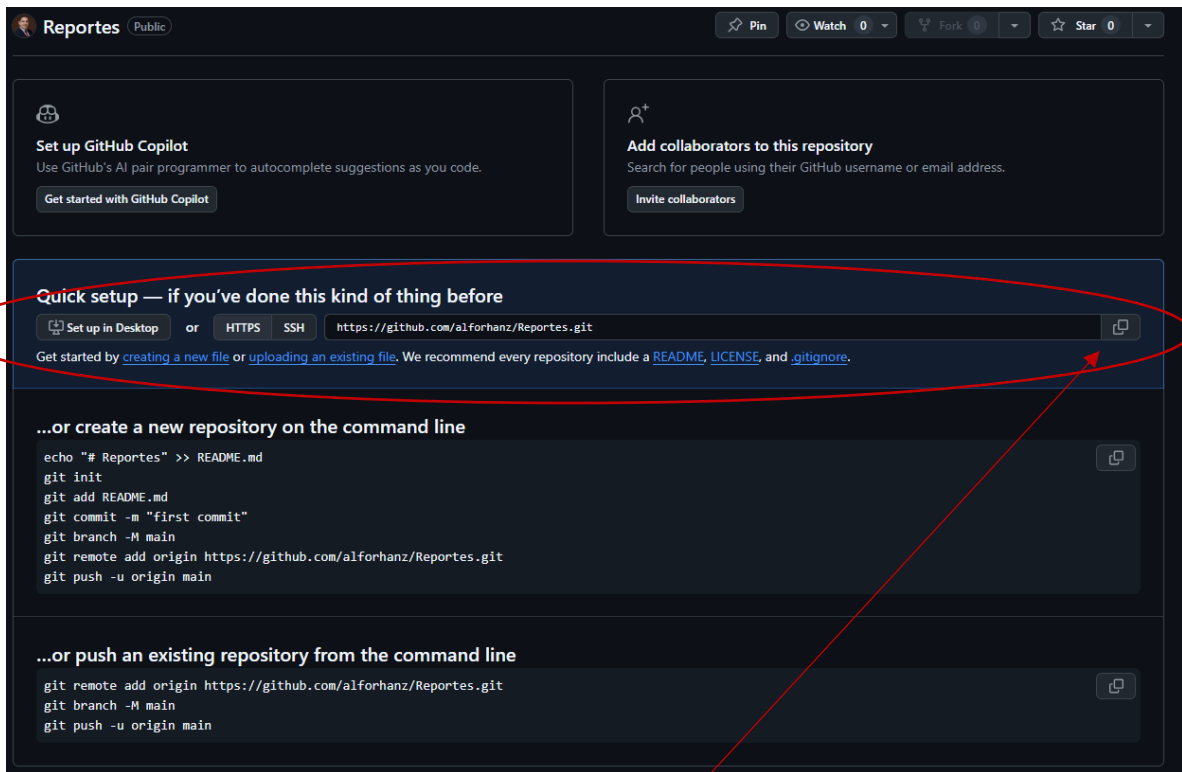 Reportes Public
Pin Watch 0 Fork 0 Star 0
Set up GitHub Copilot
Use GitHub's AI pair programmer to autocomplete suggestions as you code.
Get started with GitHub Copilot
Add collaborators to this repository
Search for people using their GitHub username or email address.
Invite collaborators
Quick setup — if you've done this kind of thing before
Set up in Desktop or HTTPS SSH https://github.com/alforhanz/Reportes.git
Get started by creating a new file or uploading an existing file. We recommend every repository include a README, LICENSE, and .gitignore.
...or create a new repository on the command line
echo "# Reportes" >> README.md
git init
git add README.md
git commit -m "first commit"
git branch -M main
git remote add origin https://github.com/alforhanz/Reportes.git
git push -u origin main
...or push an existing repository from the command line
git remote add origin https://github.com/alforhanz/Reportes.git
git branch -M main
git push -u origin main